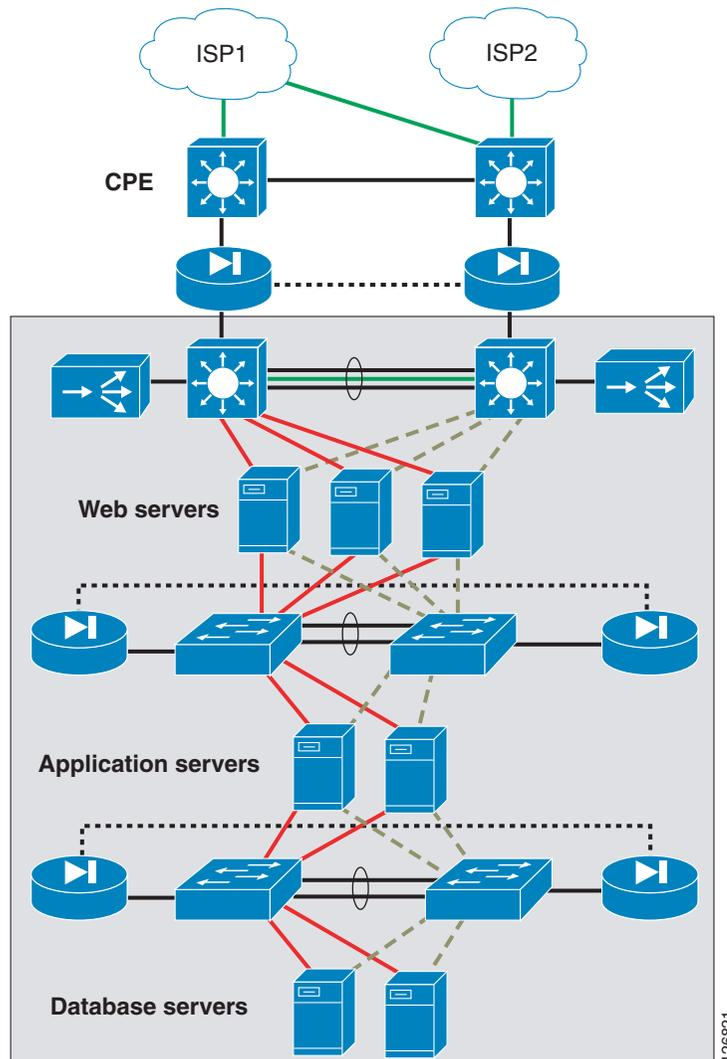 ISP1
ISP2
CPE
Web servers
Application servers
Database servers